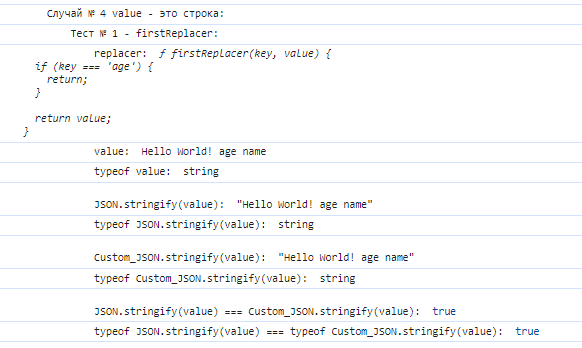 Случай № 4 value - это строка:
Тест № 1 - firstReplacer:
replacer: ƒ firstReplacer(key, value) {
if (key === 'age') {
return;
}
return value;
}
value: Hello World! age name
typeof value: string
JSON.stringify(value): "Hello World! age name"
typeof JSON.stringify(value): string
Custom_JSON.stringify(value): "Hello World! age name"
typeof Custom_JSON.stringify(value): string
JSON.stringify(value) === Custom_JSON.stringify(value): true
typeof JSON.stringify(value) === typeof Custom_JSON.stringify(value): true